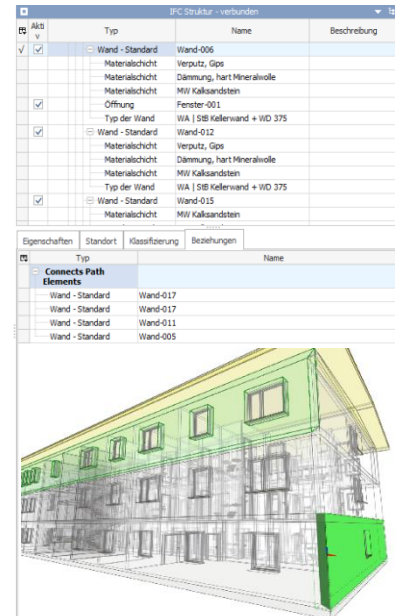 IFC Struktur - verbunden
Akti
v
Typ Name Beschreibung
Wand - Standard Wand-006
Materialschicht Verputz, Gips
Materialschicht Dämmung, hart Mineralwolle
Materialschicht MW Kalksandstein
Öffnung Fenster-001
Typ der Wand WA | StB Kellerwand + WD 375
Wand - Standard Wand-012
Materialschicht Verputz, Gips
Materialschicht Dämmung, hart Mineralwolle
Materialschicht MW Kalksandstein
Typ der Wand WA | StB Kellerwand + WD 375
Wand - Standard Wand-015
Materialschicht MW Kalksandstein
Eigenschaften Standort Klassifizierung Beziehungen
Typ Name
Connects Path
Elements
Wand - Standard Wand-017
Wand - Standard Wand-017
Wand - Standard Wand-011
Wand - Standard Wand-005